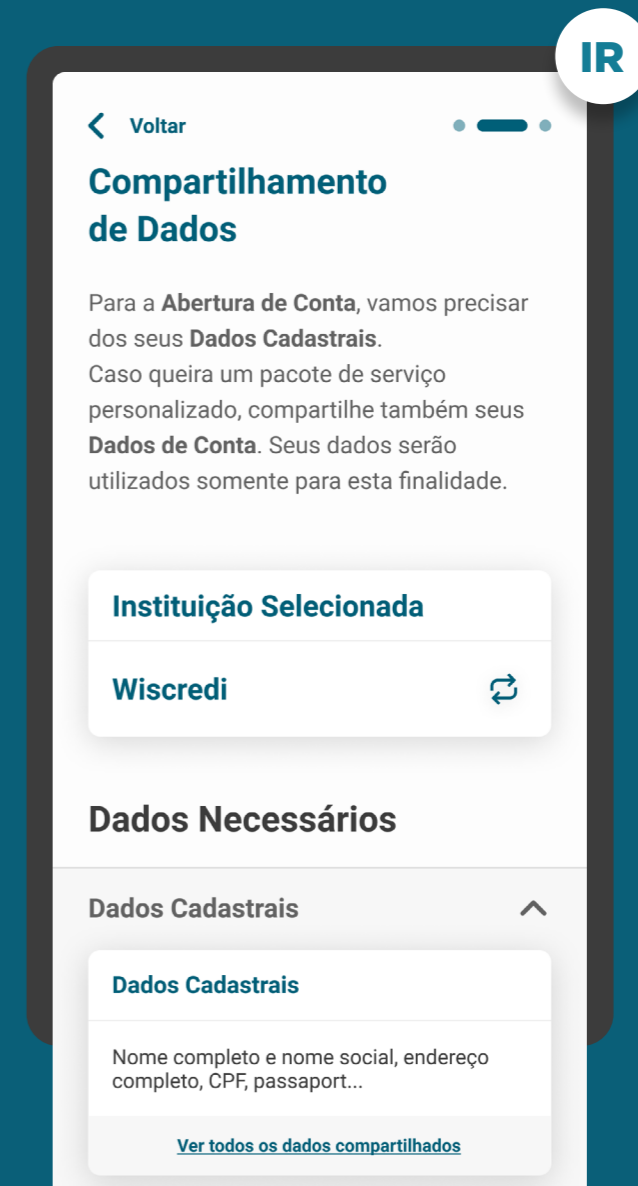 IR
Voltar
Compartilhamento
de Dados
Para a Abertura de Conta, vamos precisar
dos seus Dados Cadastrais.
Caso queira um pacote de serviço
personalizado, compartilhe também seus
Dados de Conta. Seus dados serão
utilizados somente para esta finalidade.
Instituição Selecionada
Wiscredi
Dados Necessários
Dados Cadastrais
Dados Cadastrais
Nome completo e nome social, endereço
completo, CPF, passaport...
Ver todos os dados compartilhados